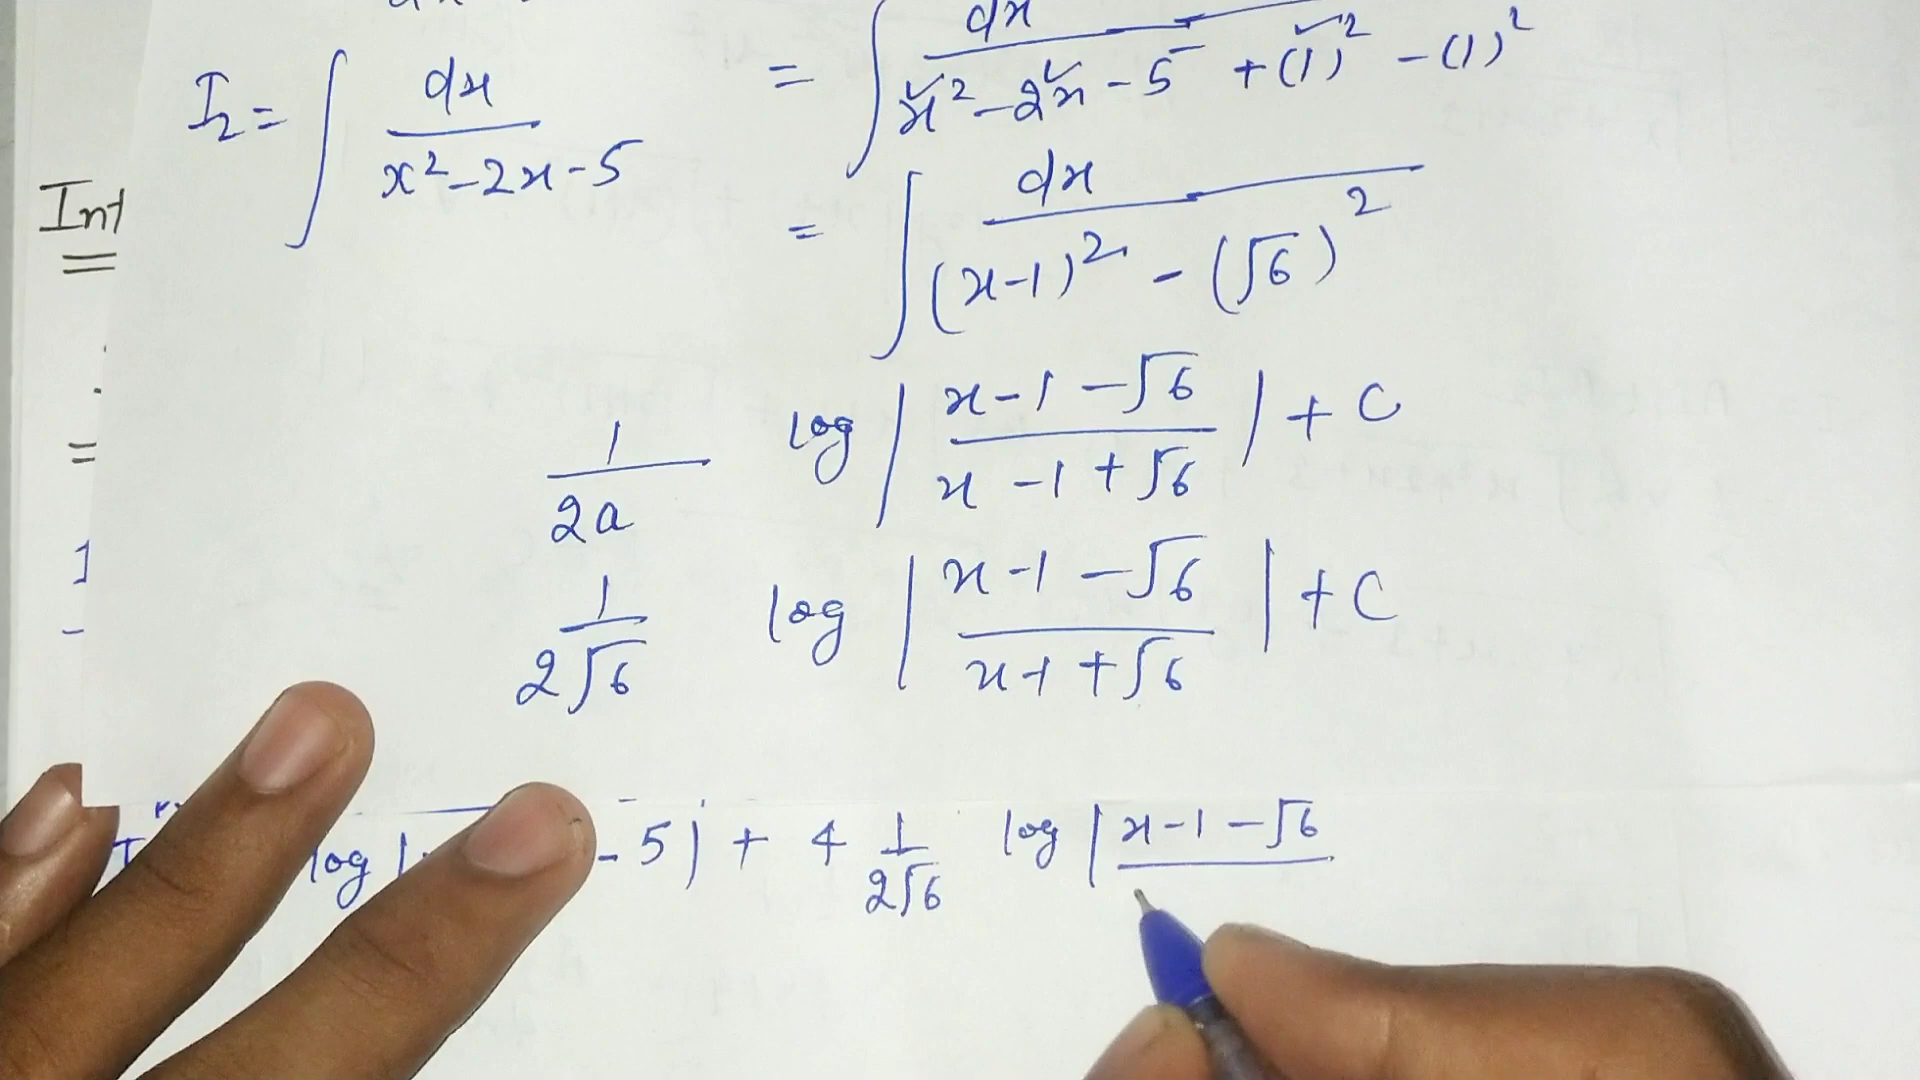 I₂ = ∫ dx / (x² - 2x - 5)
= ∫ dx / (x² - 2x - 5 + (1)² - (1)²)
Int
= ∫ dx / ((x-1)² - (√6)²)
1/2a log | (x - 1 - √6) / (x - 1 + √6) | + C
1/2√6 log | (x - 1 - √6) / (x - 1 + √6) | + C
log | - 5 | + 4 1/2√6 log | x - 1 - √6